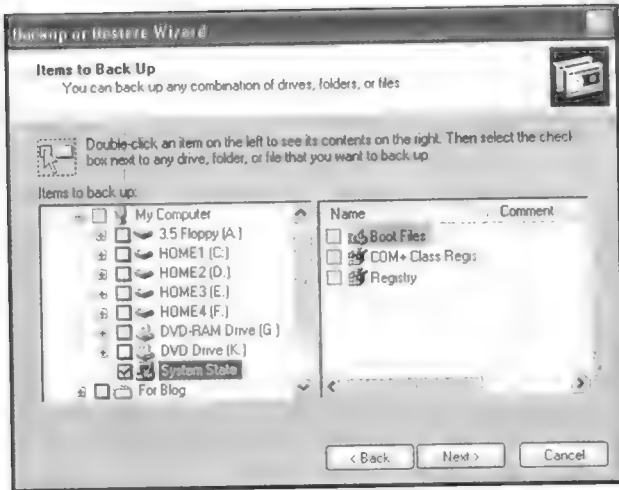 Backup or Restore Wizard
Items to Back Up
You can back up any combination of drives, folders, or files
Double-click an item on the left to see its contents on the right. Then select the check
box next to any drive, folder, or file that you want to back up
Items to back up:
My Computer
3.5 Floppy (A:)
HOME1 (C:)
HOME2 (D:)
HOME3 (E:)
HOME4 (F:)
DVD-RAM Drive (G:)
DVD Drive (K:)
System State
For Blog
Name Comment
Boot Files
COM+ Class Regis
Registry
< Back Next > Cancel